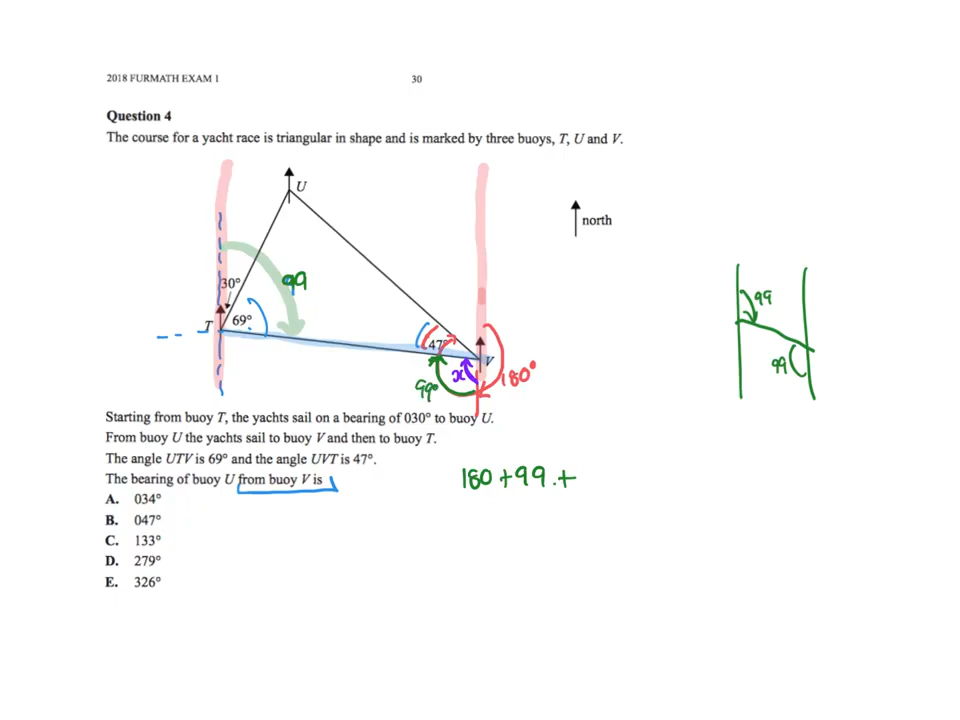 2018 FURMATH EXAM 1
30
Question 4
The course for a yacht race is triangular in shape and is marked by three buoys, T, U and V.
U
north
30°
99
99
T
69°
47°
V
x
99°
180°
99
Starting from buoy T, the yachts sail on a bearing of 030° to buoy U.
From buoy U the yachts sail to buoy V and then to buoy T.
The angle UTV is 69° and the angle UVT is 47°.
The bearing of buoy U from buoy V is
180 + 99 +
A. 034°
B. 047°
C. 133°
D. 279°
E. 326°